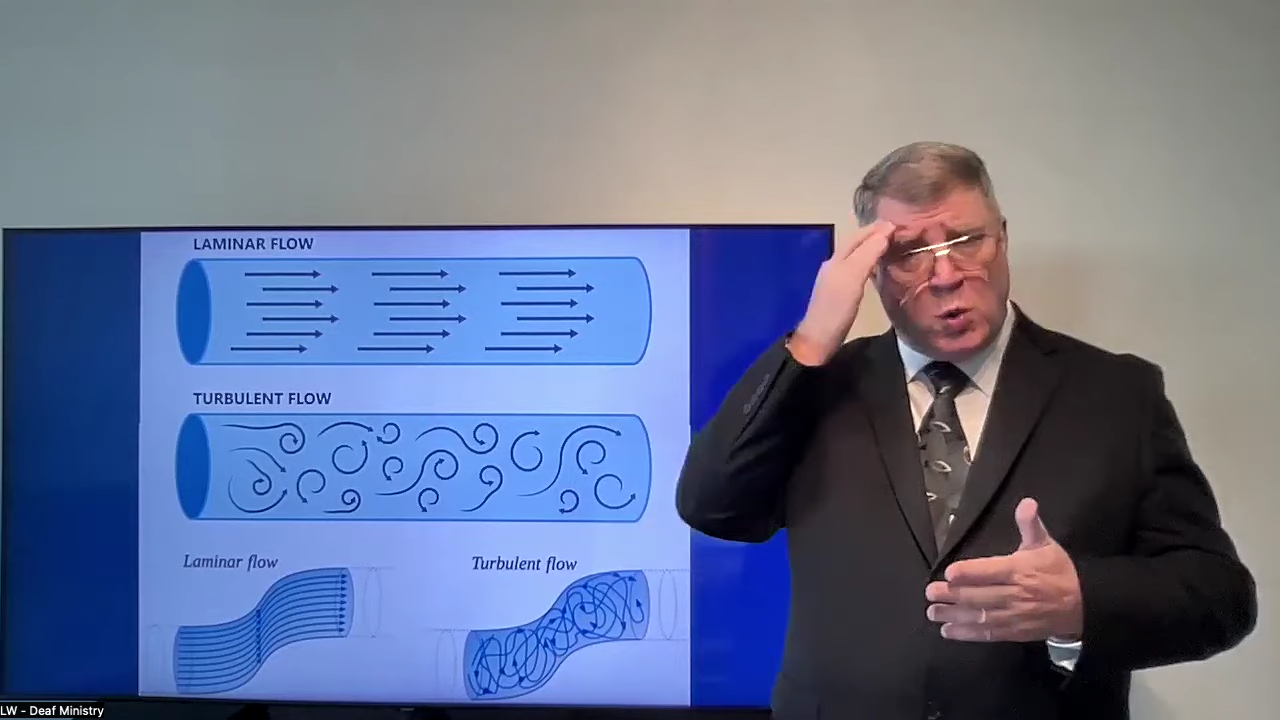 LAMINAR FLOW
TURBULENT FLOW
Laminar flow
Turbulent flow
LW - Deaf Ministry